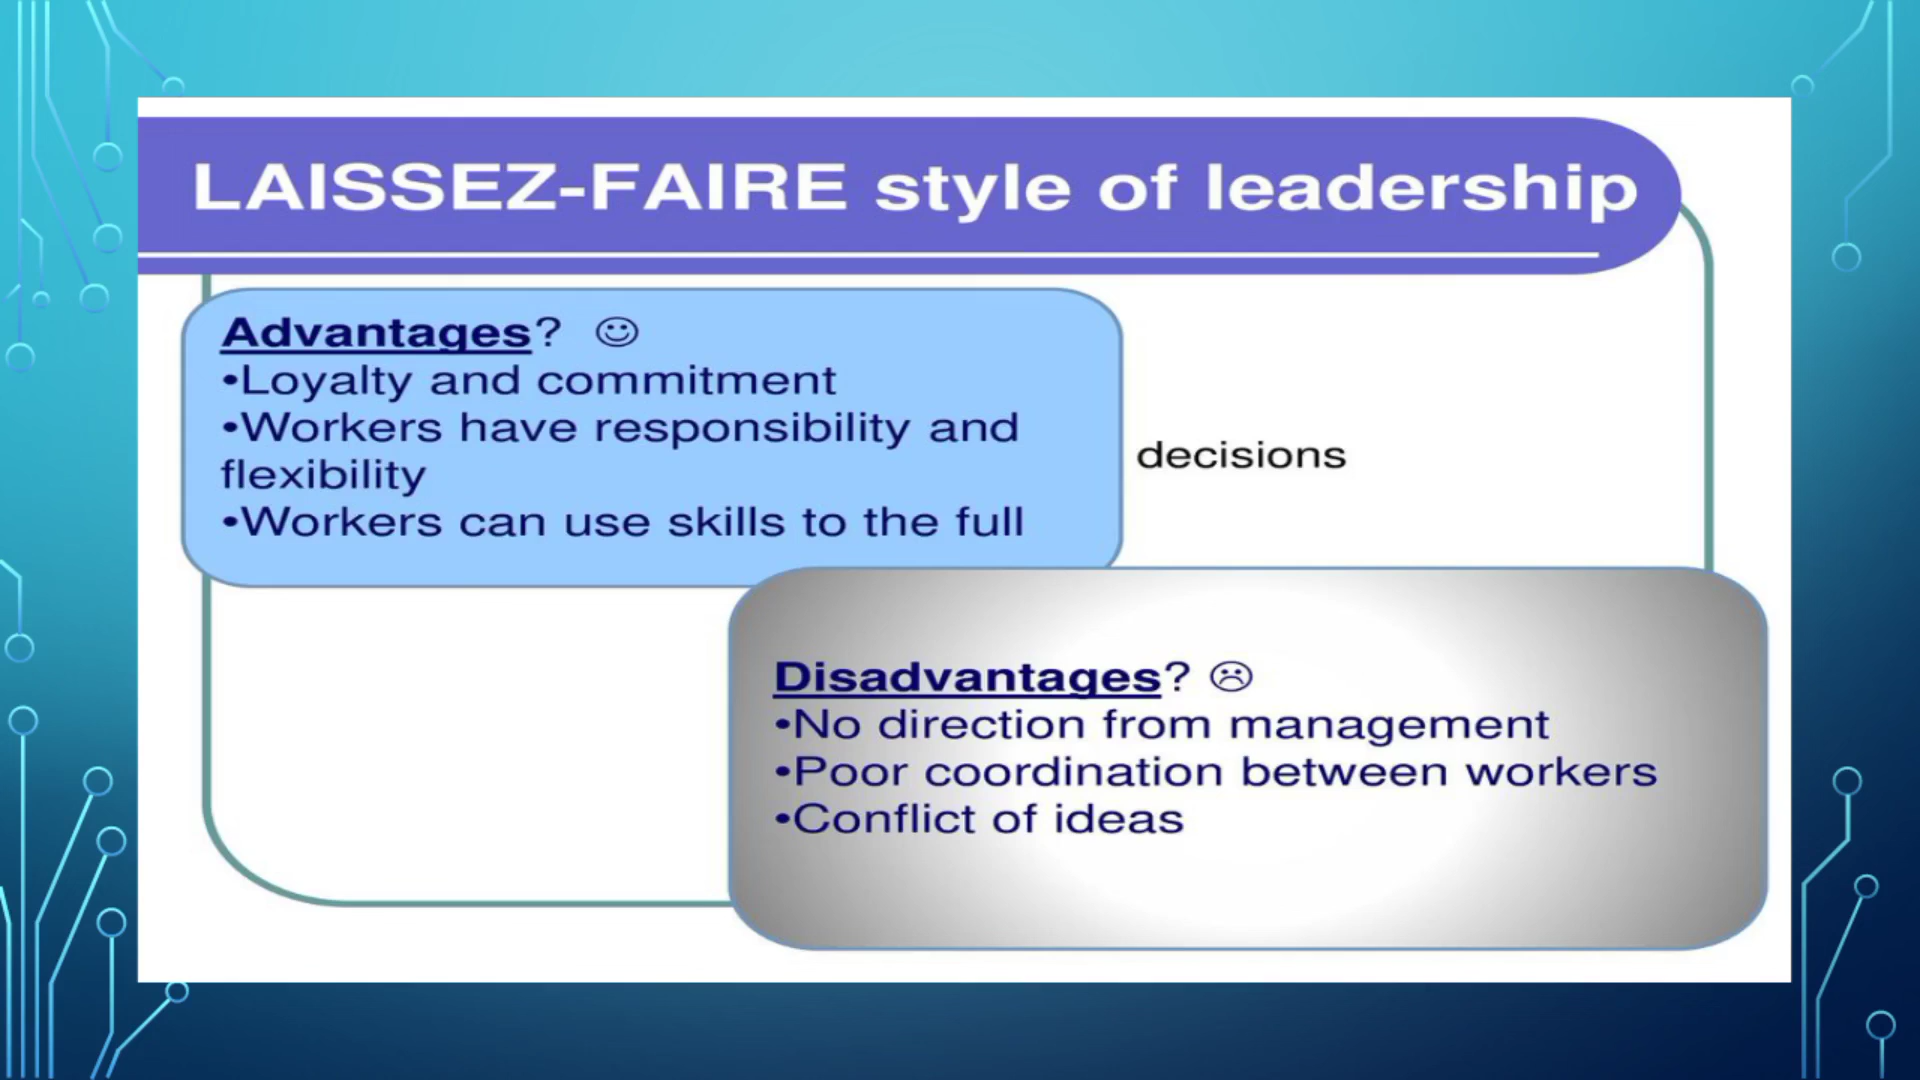 LAISSEZ-FAIRE style of leadership
Advantages? ☺
•Loyalty and commitment
•Workers have responsibility and
flexibility
•Workers can use skills to the full
decisions
Disadvantages? ☹
•No direction from management
•Poor coordination between workers
•Conflict of ideas